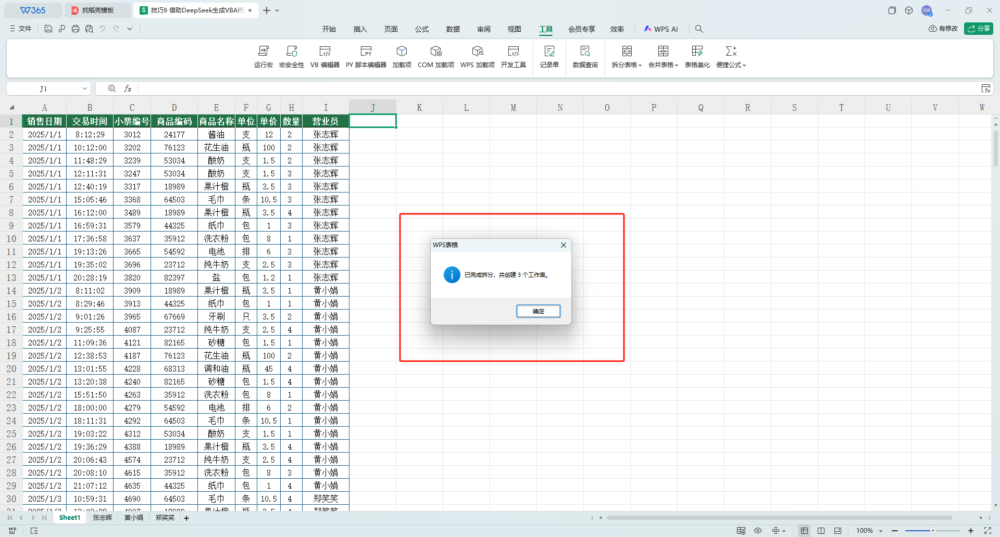 W365 找稻壳模板 S 技巧9 借助DeepSeek生成VBA代
文件 开始 插入 页面 公式 数据 审阅 视图 工具 会员专享 效率 WPS AI 有修改 分享
运行宏 宏安全性 VB 编辑器 PY 脚本编辑器 加载项 COM 加载项 WPS 加载项 开发工具 记录单 数据查询 拆分表格 合并表格 表格美化 便捷公式
J1 fx
A B C D E F G H I J K L M N O P Q R S T U V W
1 销售日期 交易时间 小票编号 商品编码 商品名称 单位 单价 数量 营业员
2 2025/1/1 8:12:29 3012 24177 酱油 支 12 2 张志辉
3 2025/1/1 10:12:00 3202 76123 花生油 瓶 100 2 张志辉
4 2025/1/1 11:48:29 3239 53034 酸奶 支 1.5 2 张志辉
5 2025/1/1 12:11:31 3247 53034 酸奶 支 1.5 3 张志辉
6 2025/1/1 12:40:19 3317 18989 果汁橙 瓶 3.5 3 张志辉
7 2025/1/1 15:05:46 3368 64503 毛巾 条 10.5 3 张志辉
8 2025/1/1 16:12:00 3489 18989 果汁橙 瓶 3.5 4 张志辉
9 2025/1/1 16:59:31 3579 44325 纸巾 包 1 3 张志辉
10 2025/1/1 17:36:58 3637 35912 洗衣粉 包 8 1 张志辉
11 2025/1/1 19:13:26 3665 54592 电池 排 6 3 张志辉
12 2025/1/1 19:35:02 3696 23712 纯牛奶 支 2.5 3 张志辉
13 2025/1/1 20:28:19 3820 82397 盐 包 1.2 1 张志辉
14 2025/1/2 8:11:02 3909 18989 果汁橙 瓶 3.5 1 黄小娟
15 2025/1/2 8:29:46 3913 44325 纸巾 包 1 1 黄小娟
16 2025/1/2 9:01:26 3965 67669 牙刷 只 3.5 2 黄小娟
17 2025/1/2 9:25:55 4087 23712 纯牛奶 支 2.5 4 黄小娟
18 2025/1/2 11:09:36 4121 82165 砂糖 包 1.5 1 黄小娟
19 2025/1/2 12:38:53 4187 76123 花生油 瓶 100 2 黄小娟
20 2025/1/2 13:01:55 4228 68313 调和油 瓶 45 4 黄小娟
21 2025/1/2 13:20:38 4240 82165 砂糖 包 1.5 4 黄小娟
22 2025/1/2 15:51:50 4263 35912 洗衣粉 包 8 1 黄小娟
23 2025/1/2 18:00:00 4279 54592 电池 排 6 2 黄小娟
24 2025/1/2 18:11:31 4292 64503 毛巾 条 10.5 1 黄小娟
25 2025/1/2 19:03:22 4312 53034 酸奶 支 1.5 1 黄小娟
26 2025/1/2 19:36:29 4388 18989 果汁橙 瓶 3.5 4 黄小娟
27 2025/1/2 20:06:43 4574 23712 纯牛奶 支 2.5 4 黄小娟
28 2025/1/2 20:08:10 4615 35912 洗衣粉 包 8 3 黄小娟
29 2025/1/2 21:07:12 4635 44325 纸巾 包 1 4 黄小娟
30 2025/1/3 10:59:31 4690 64503 毛巾 条 10.5 4 郑笑笑
WPS表格
已完成拆分，共创建 3 个工作表。
确定
Sheet1 张志辉 黄小娟 郑笑笑
100%